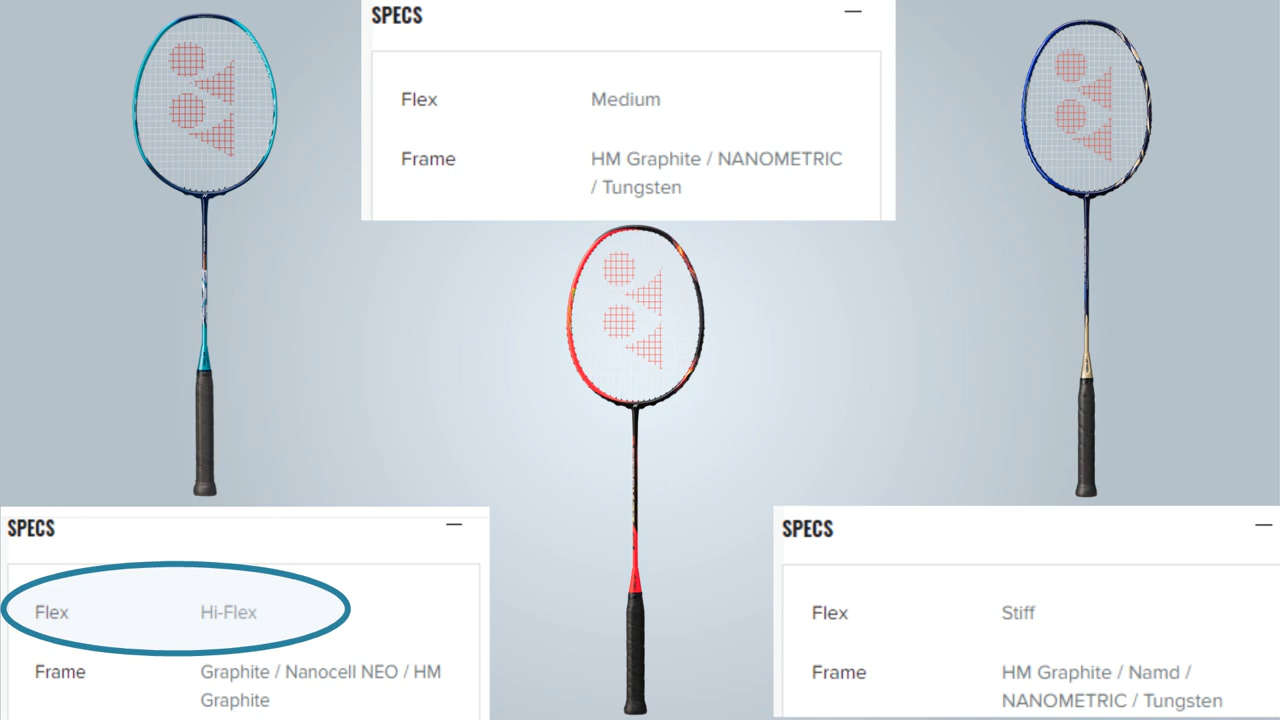 SPECS
Flex Medium
Frame HM Graphite / NANOMETRIC
/ Tungsten
SPECS
Flex Hi-Flex
Frame Graphite / Nanocell NEO / HM
Graphite
SPECS
Flex Stiff
Frame HM Graphite / Namd /
NANOMETRIC / Tungsten